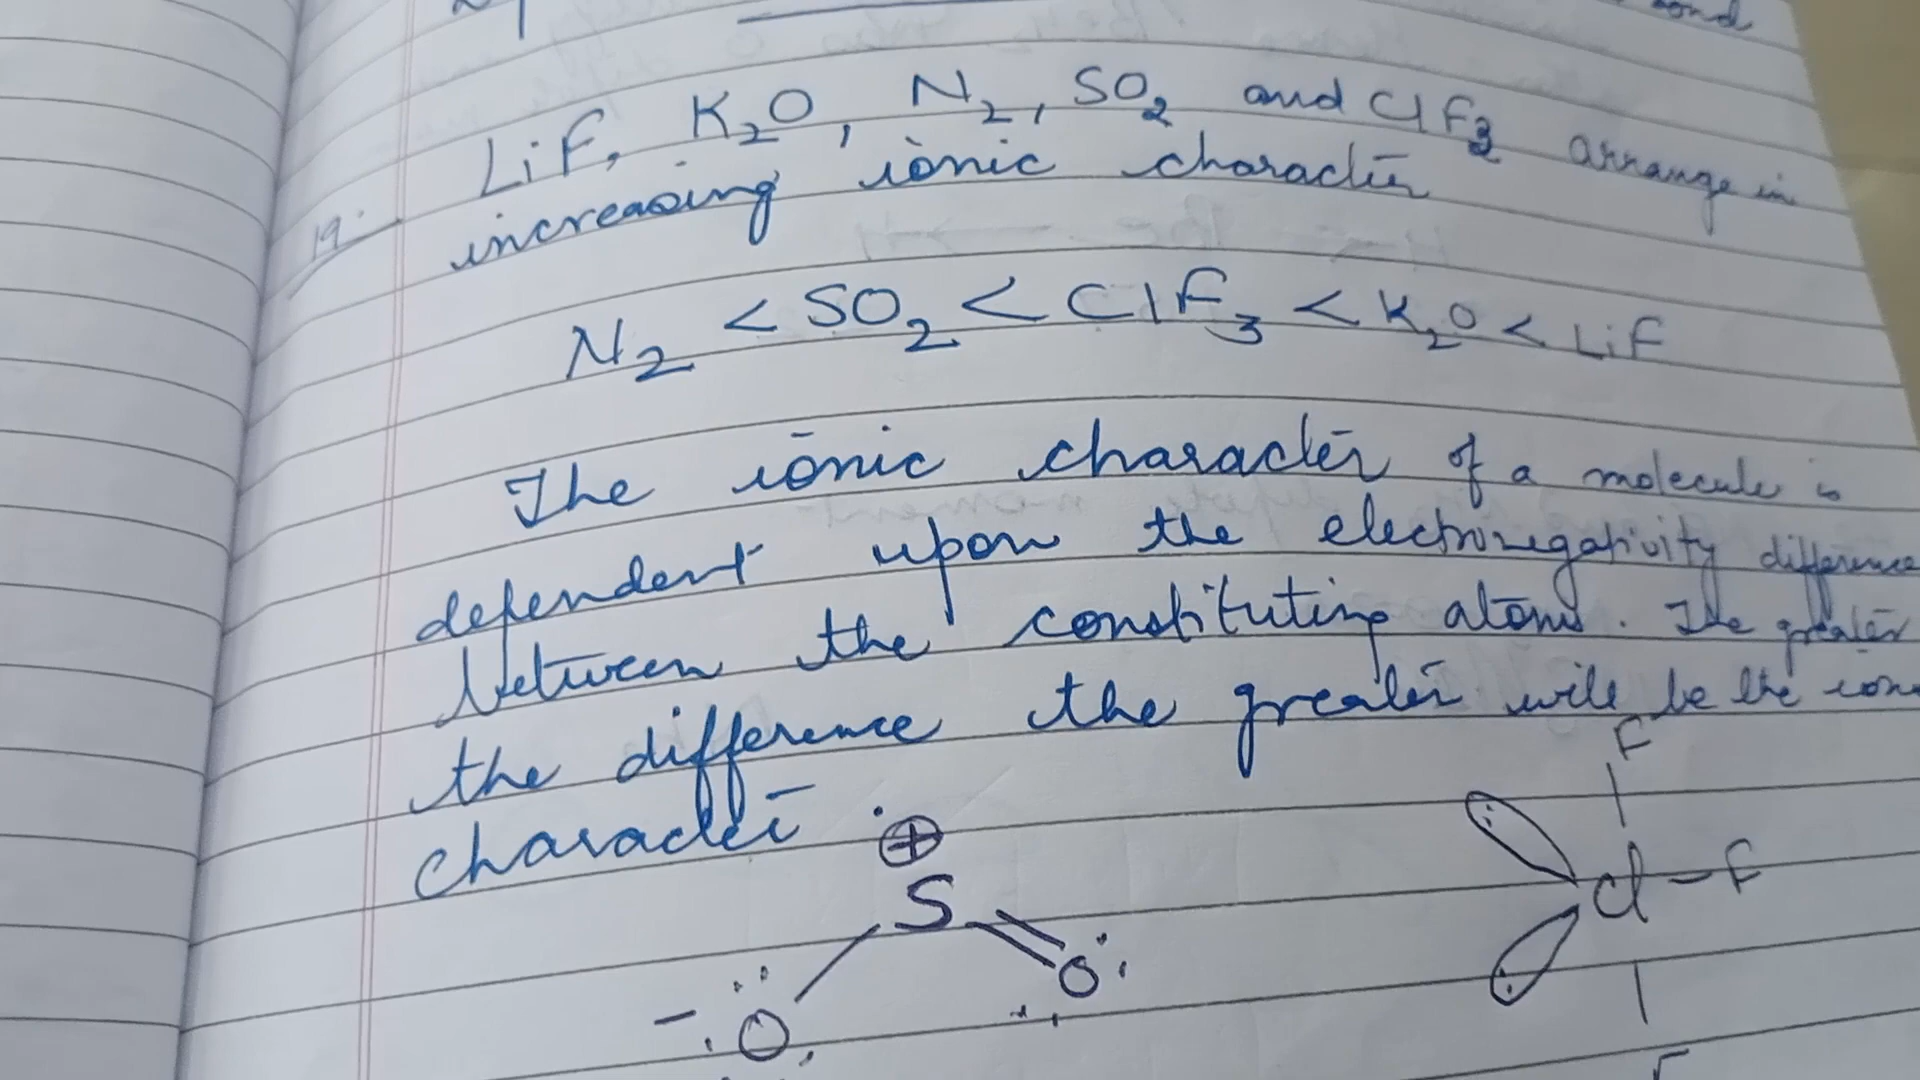 ond
LiF, K₂O, N₂, SO₂ and ClF₃ arrange in
19. increasing ionic character
N₂ < SO₂ < ClF₃ < K₂O < LiF
The ionic character of a molecule is
dependent upon the electronegativity difference
between the constituting atoms. The greater
the difference the greater will be the ion
character
F
⊕
S
Cl-F
O
- O